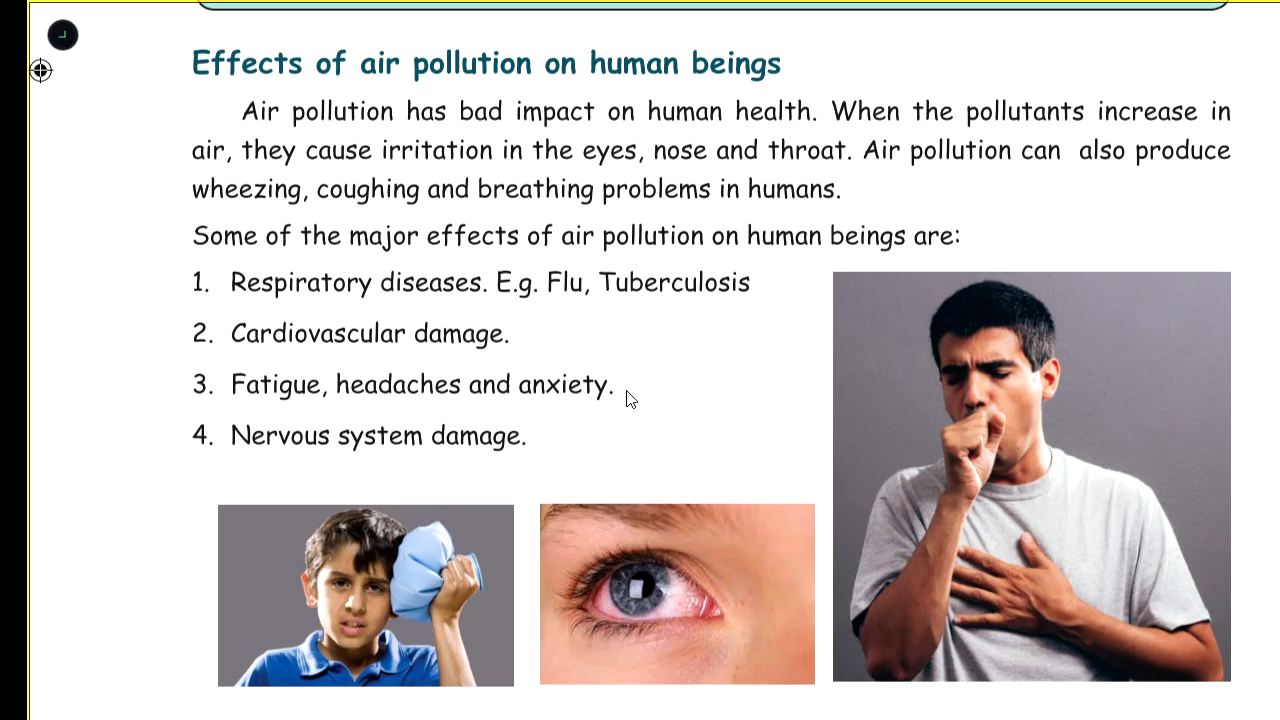 Effects of air pollution on human beings
Air pollution has bad impact on human health. When the pollutants increase in
air, they cause irritation in the eyes, nose and throat. Air pollution can also produce
wheezing, coughing and breathing problems in humans.
Some of the major effects of air pollution on human beings are:
1. Respiratory diseases. E.g. Flu, Tuberculosis
2. Cardiovascular damage.
3. Fatigue, headaches and anxiety.
4. Nervous system damage.